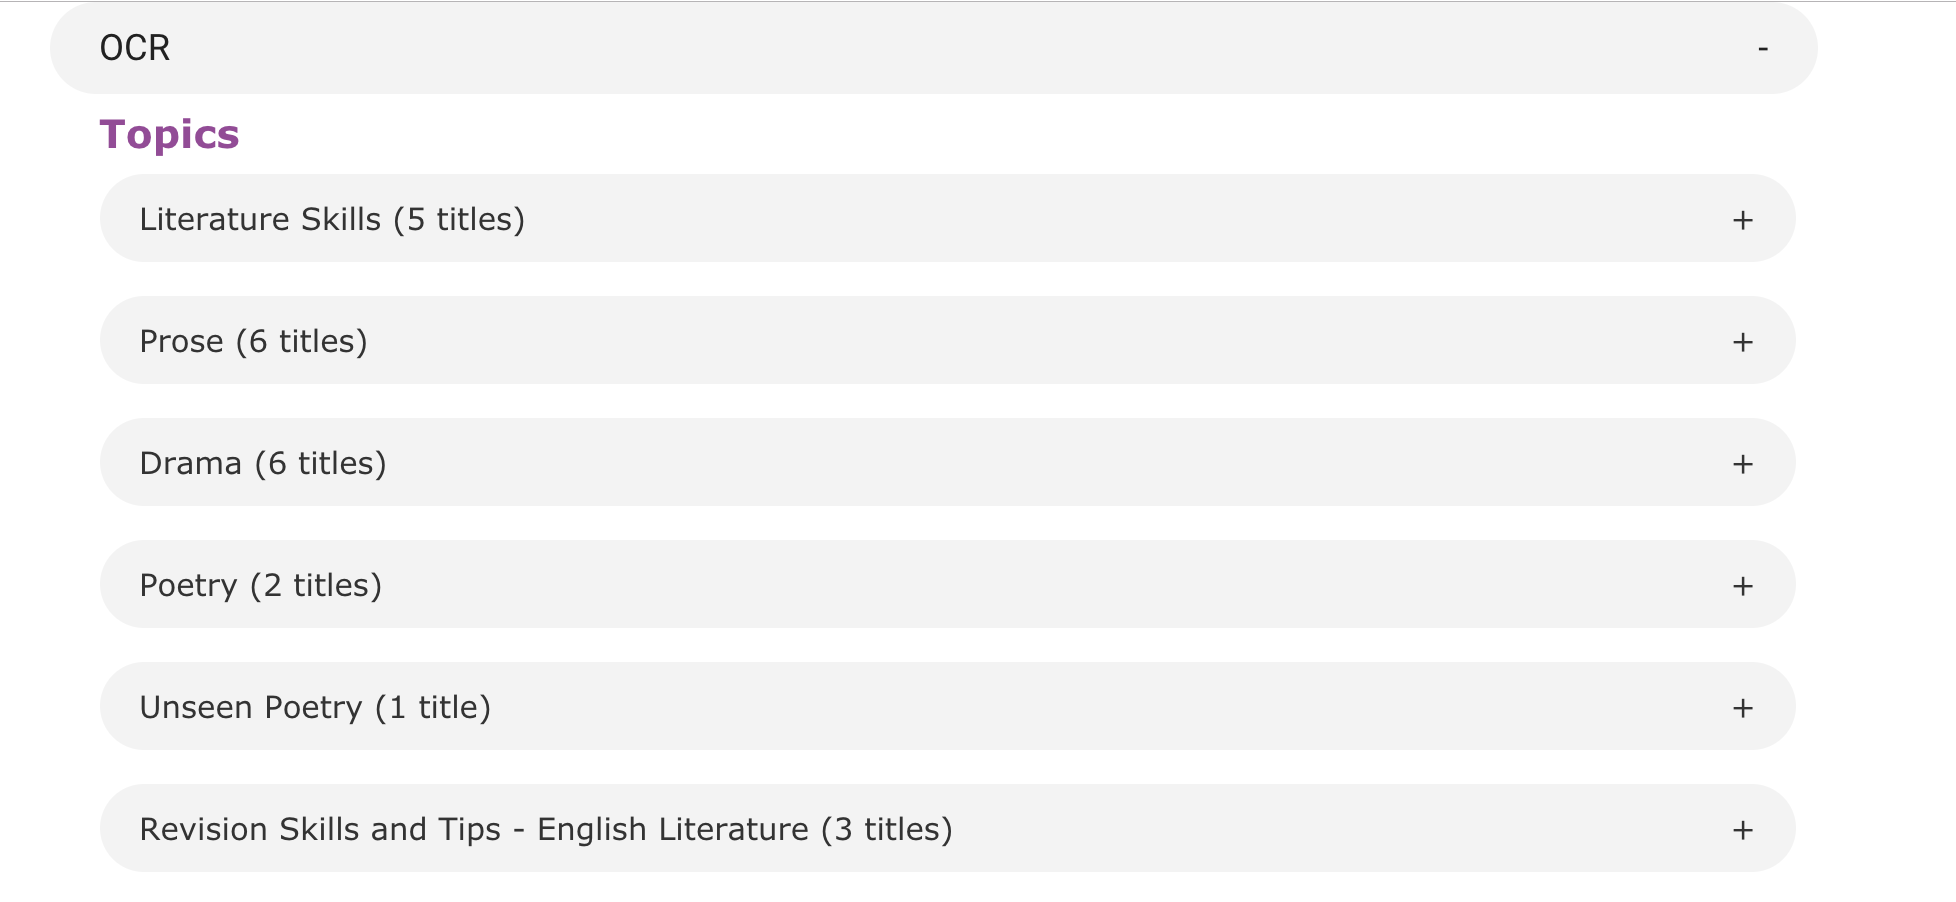 OCR -
Topics
Literature Skills (5 titles) +
Prose (6 titles) +
Drama (6 titles) +
Poetry (2 titles) +
Unseen Poetry (1 title) +
Revision Skills and Tips - English Literature (3 titles) +